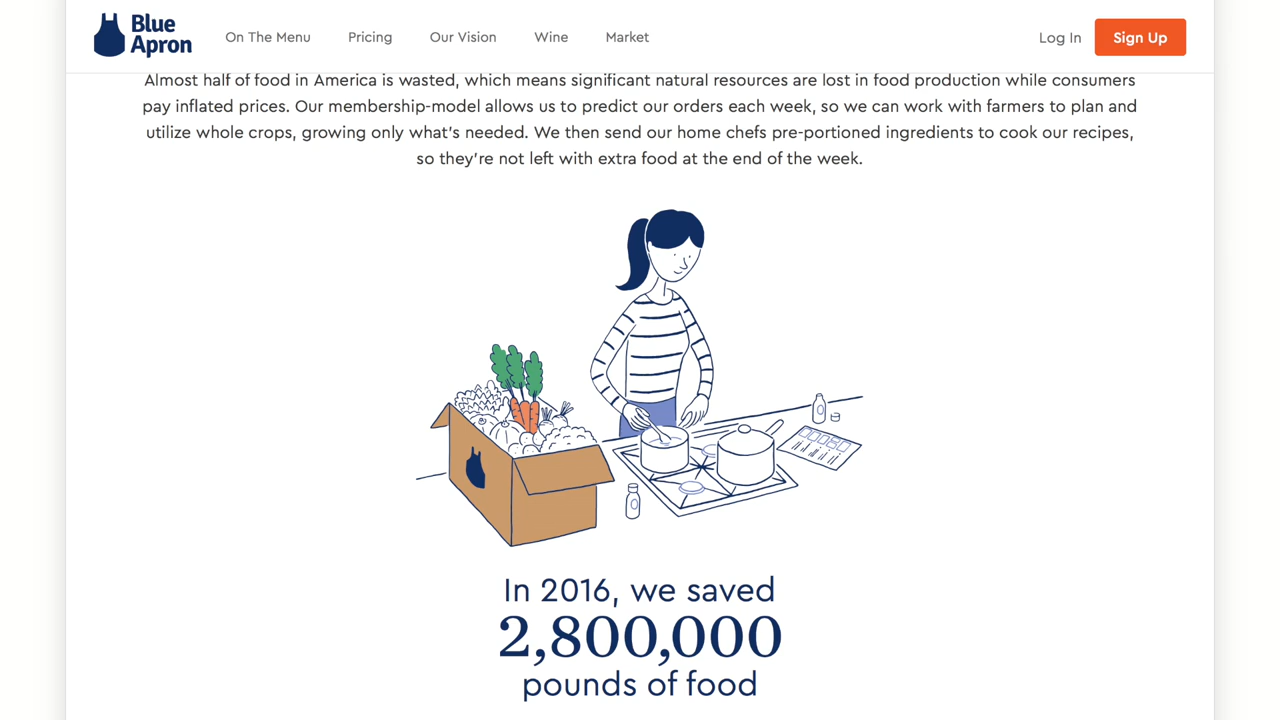 Blue
Apron
On The Menu
Pricing
Our Vision
Wine
Market
Log In
Sign Up
Almost half of food in America is wasted, which means significant natural resources are lost in food production while consumers
pay inflated prices. Our membership-model allows us to predict our orders each week, so we can work with farmers to plan and
utilize whole crops, growing only what's needed. We then send our home chefs pre-portioned ingredients to cook our recipes,
so they're not left with extra food at the end of the week.
In 2016, we saved
2,800,000
pounds of food